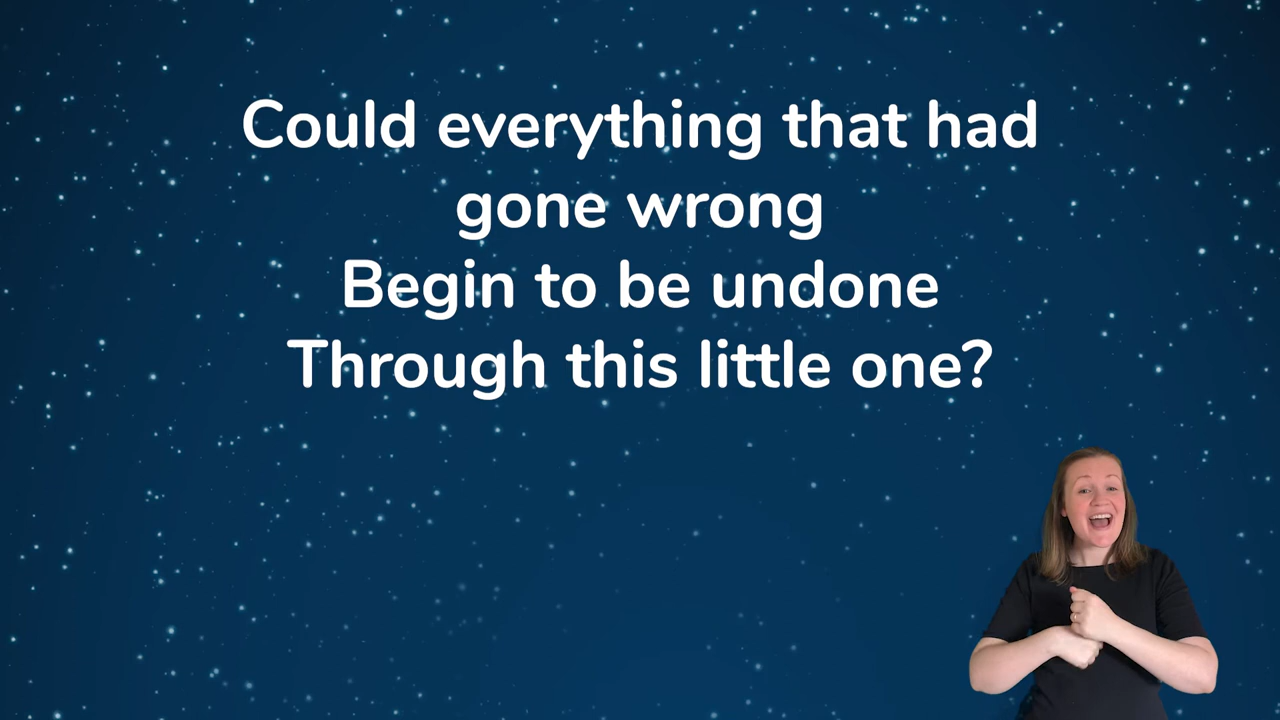 Could everything that had
gone wrong
Begin to be undone
Through this little one?